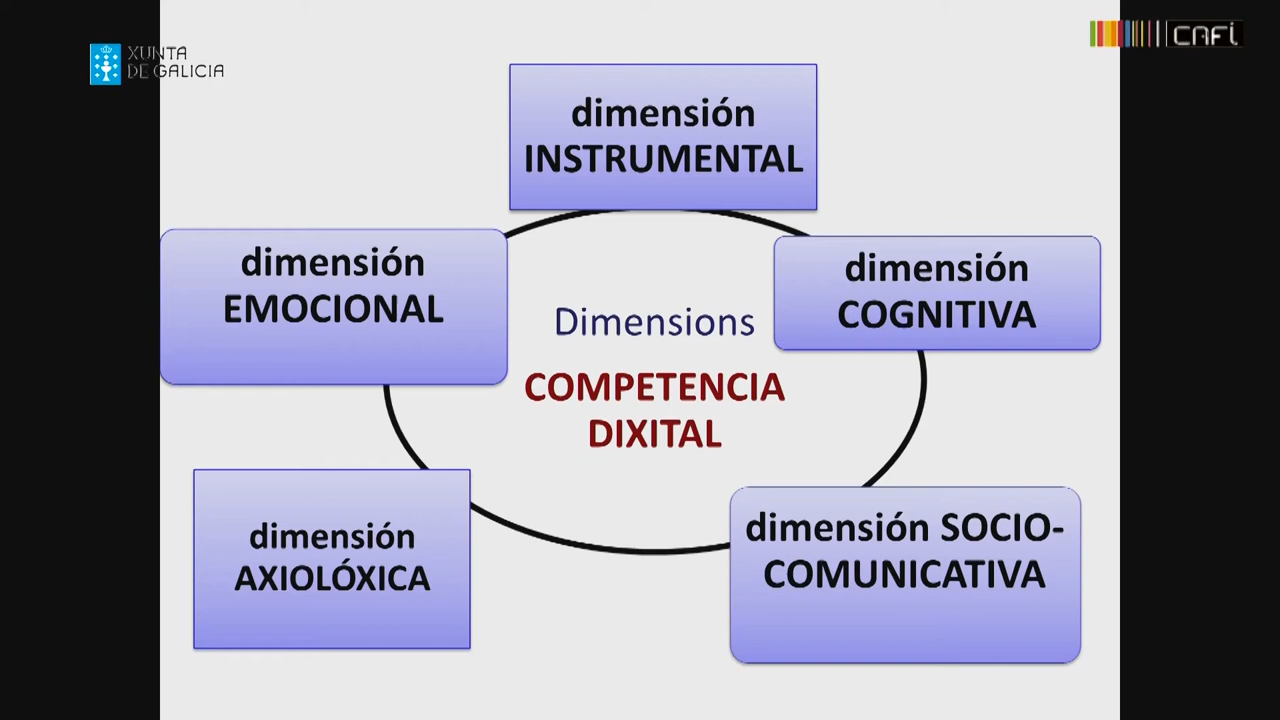 XUNTA
DE GALICIA
CAFI
dimensión
INSTRUMENTAL
dimensión
EMOCIONAL
dimensión
COGNITIVA
Dimensions
COMPETENCIA
DIXITAL
dimensión
AXIOLÓXICA
dimensión SOCIO-
COMUNICATIVA